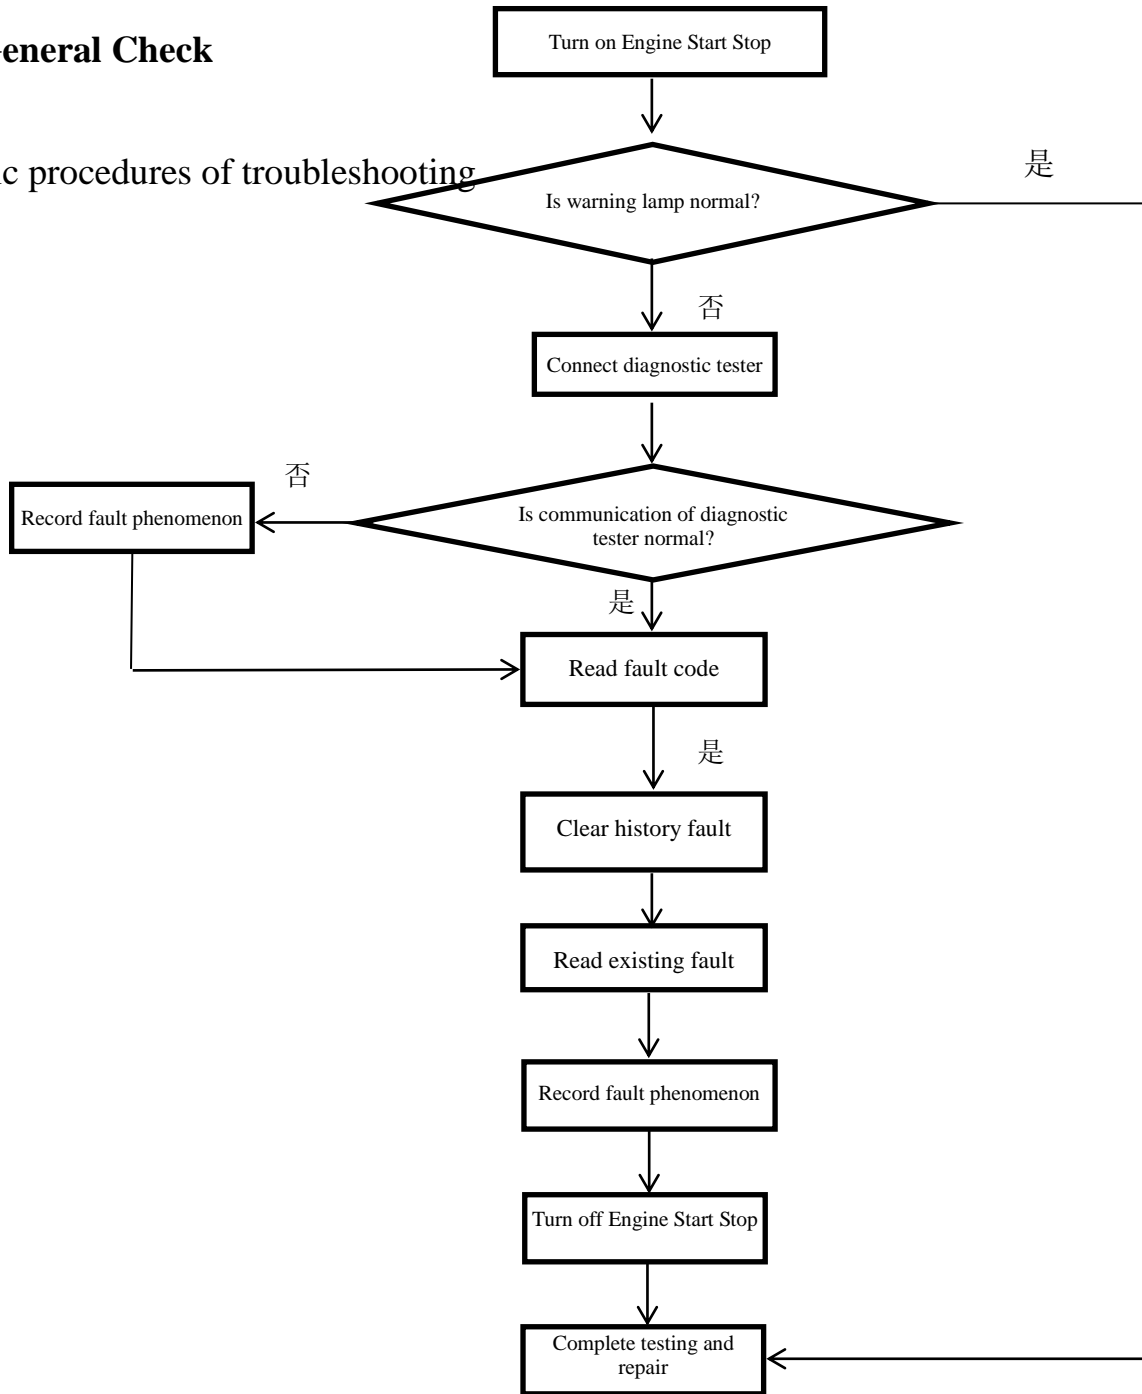 eneral Check
Turn on Engine Start Stop
c procedures of troubleshooting
是
Is warning lamp normal?
否
Connect diagnostic tester
否
Record fault phenomenon
Is communication of diagnostic
tester normal?
是
Read fault code
是
Clear history fault
Read existing fault
Record fault phenomenon
Turn off Engine Start Stop
Complete testing and
repair